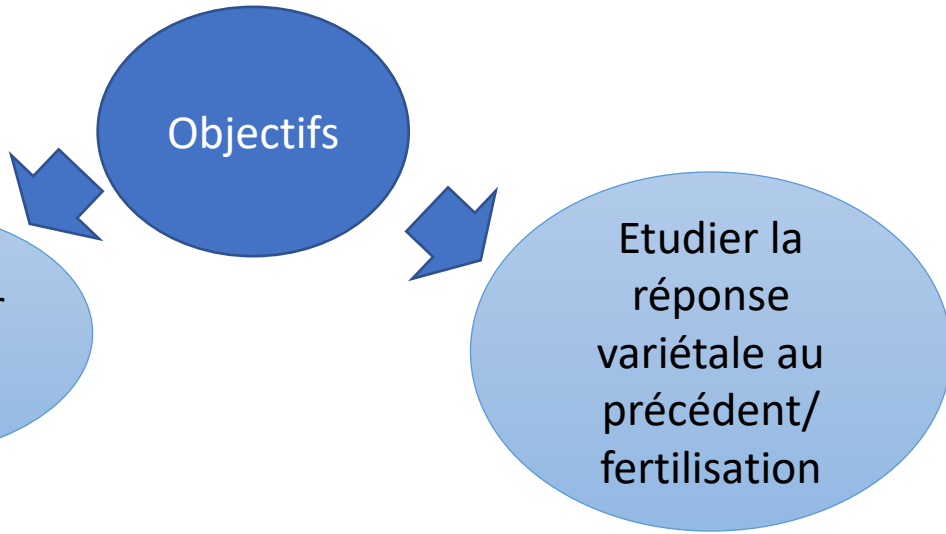 Objectifs
Etudier la
réponse
variétale au
précédent/
fertilisation